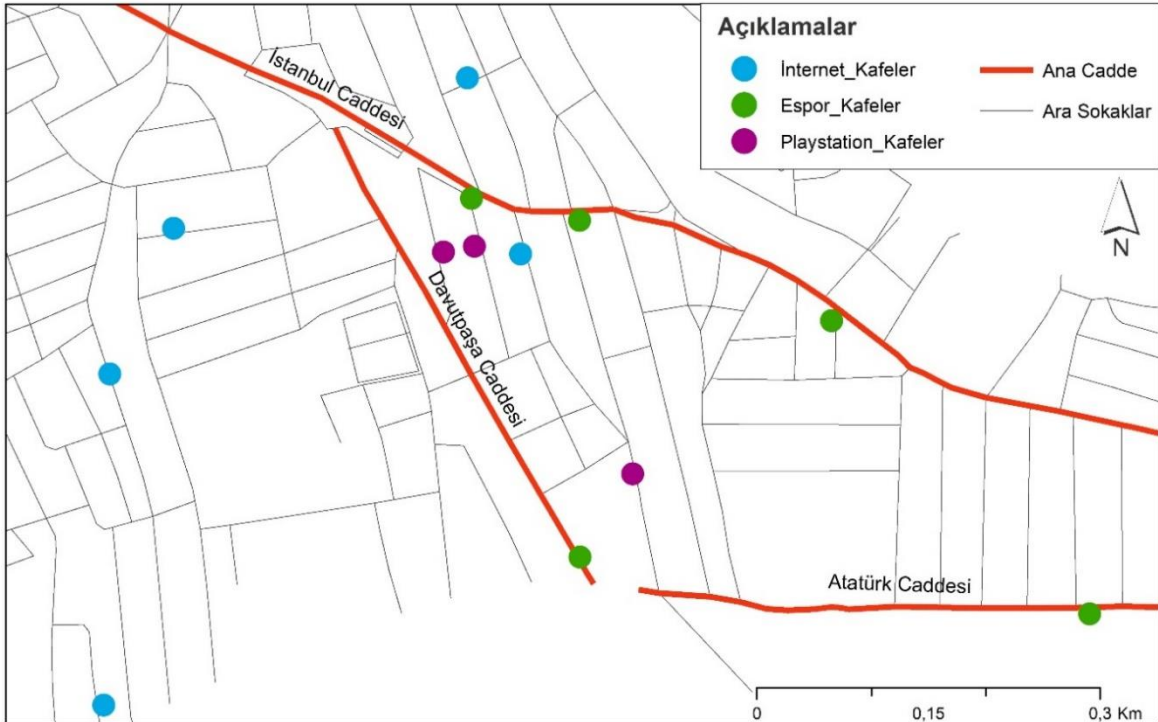 Açıklamalar
İnternet_Kafeler
Espor_Kafeler
Playstation_Kafeler
Ana Cadde
Ara Sokaklar
İstanbul Caddesi
N
Davutpaşa Caddesi
Atatürk Caddesi
0
0,15
0,3 Km